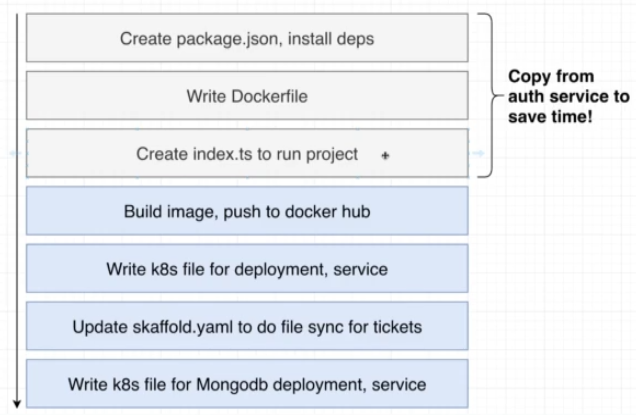 Create package.json, install deps
Write Dockerfile
Create index.ts to run project
Build image, push to docker hub
Write k8s file for deployment, service
Update skaffold.yaml to do file sync for tickets
Write k8s file for Mongodb deployment, service
Copy from
auth service to
save time!